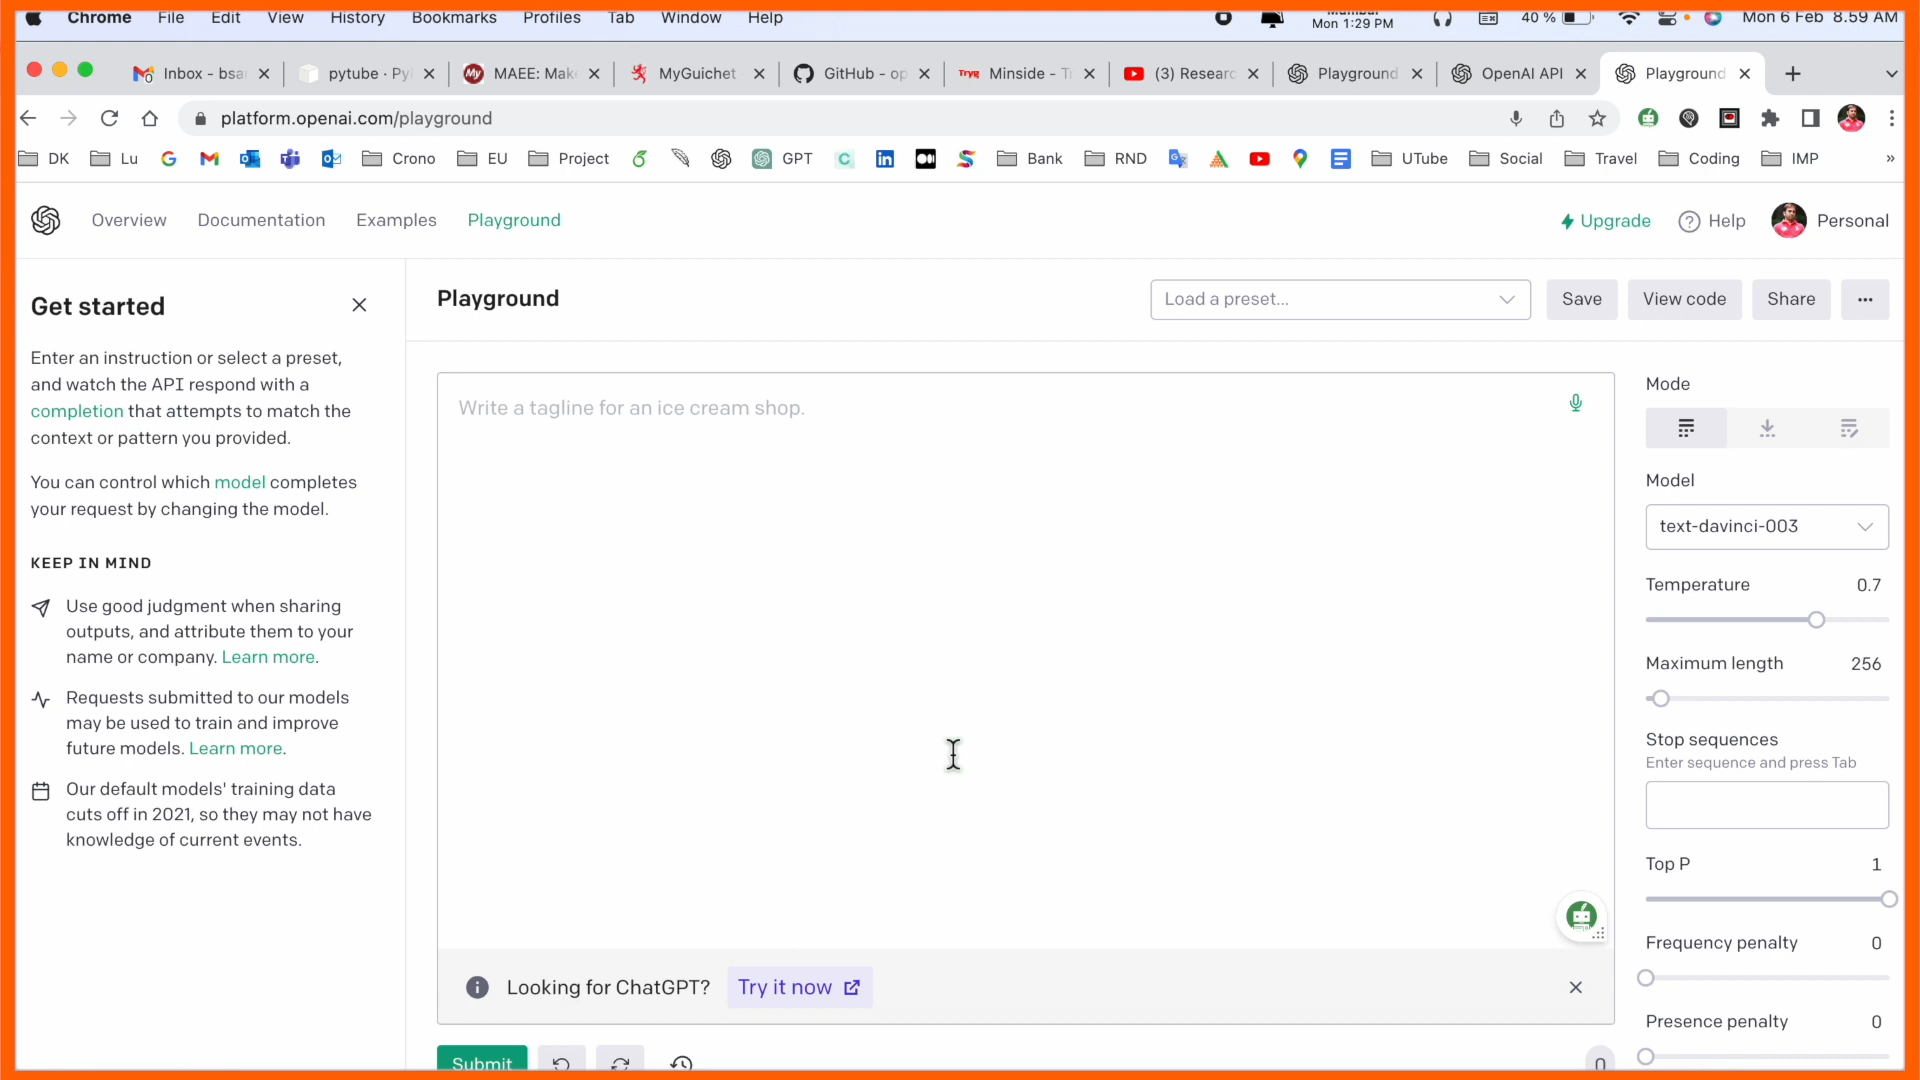 Chrome File Edit View History Bookmarks Profiles Tab Window Help
Mon 1:29 PM 40 % Mon 6 Feb 8.59 AM
Inbox - bsa pytube · Py MAEE: Mak MyGuichet GitHub - op Minside - T (3) Researc Playground OpenAI API Playground
platform.openai.com/playground
DK Lu Crono EU Project GPT Bank RND UTube Social Travel Coding IMP »
Overview Documentation Examples Playground Upgrade Help Personal
Get started
Enter an instruction or select a preset,
and watch the API respond with a
completion that attempts to match the
context or pattern you provided.
You can control which model completes
your request by changing the model.
KEEP IN MIND
Use good judgment when sharing
outputs, and attribute them to your
name or company. Learn more.
Requests submitted to our models
may be used to train and improve
future models. Learn more.
Our default models' training data
cuts off in 2021, so they may not have
knowledge of current events.
Playground
Load a preset...
Save View code Share ...
Write a tagline for an ice cream shop.
Looking for ChatGPT? Try it now
Submit
0
Mode
Model
text-davinci-003
Temperature 0.7
Maximum length 256
Stop sequences
Enter sequence and press Tab
Top P 1
Frequency penalty 0
Presence penalty 0